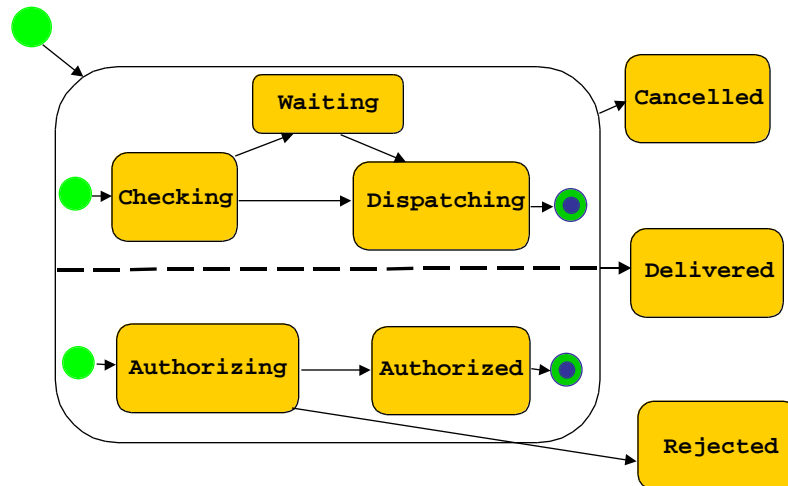 Waiting
Cancelled
Checking
Dispatching
Delivered
Authorizing
Authorized
Rejected